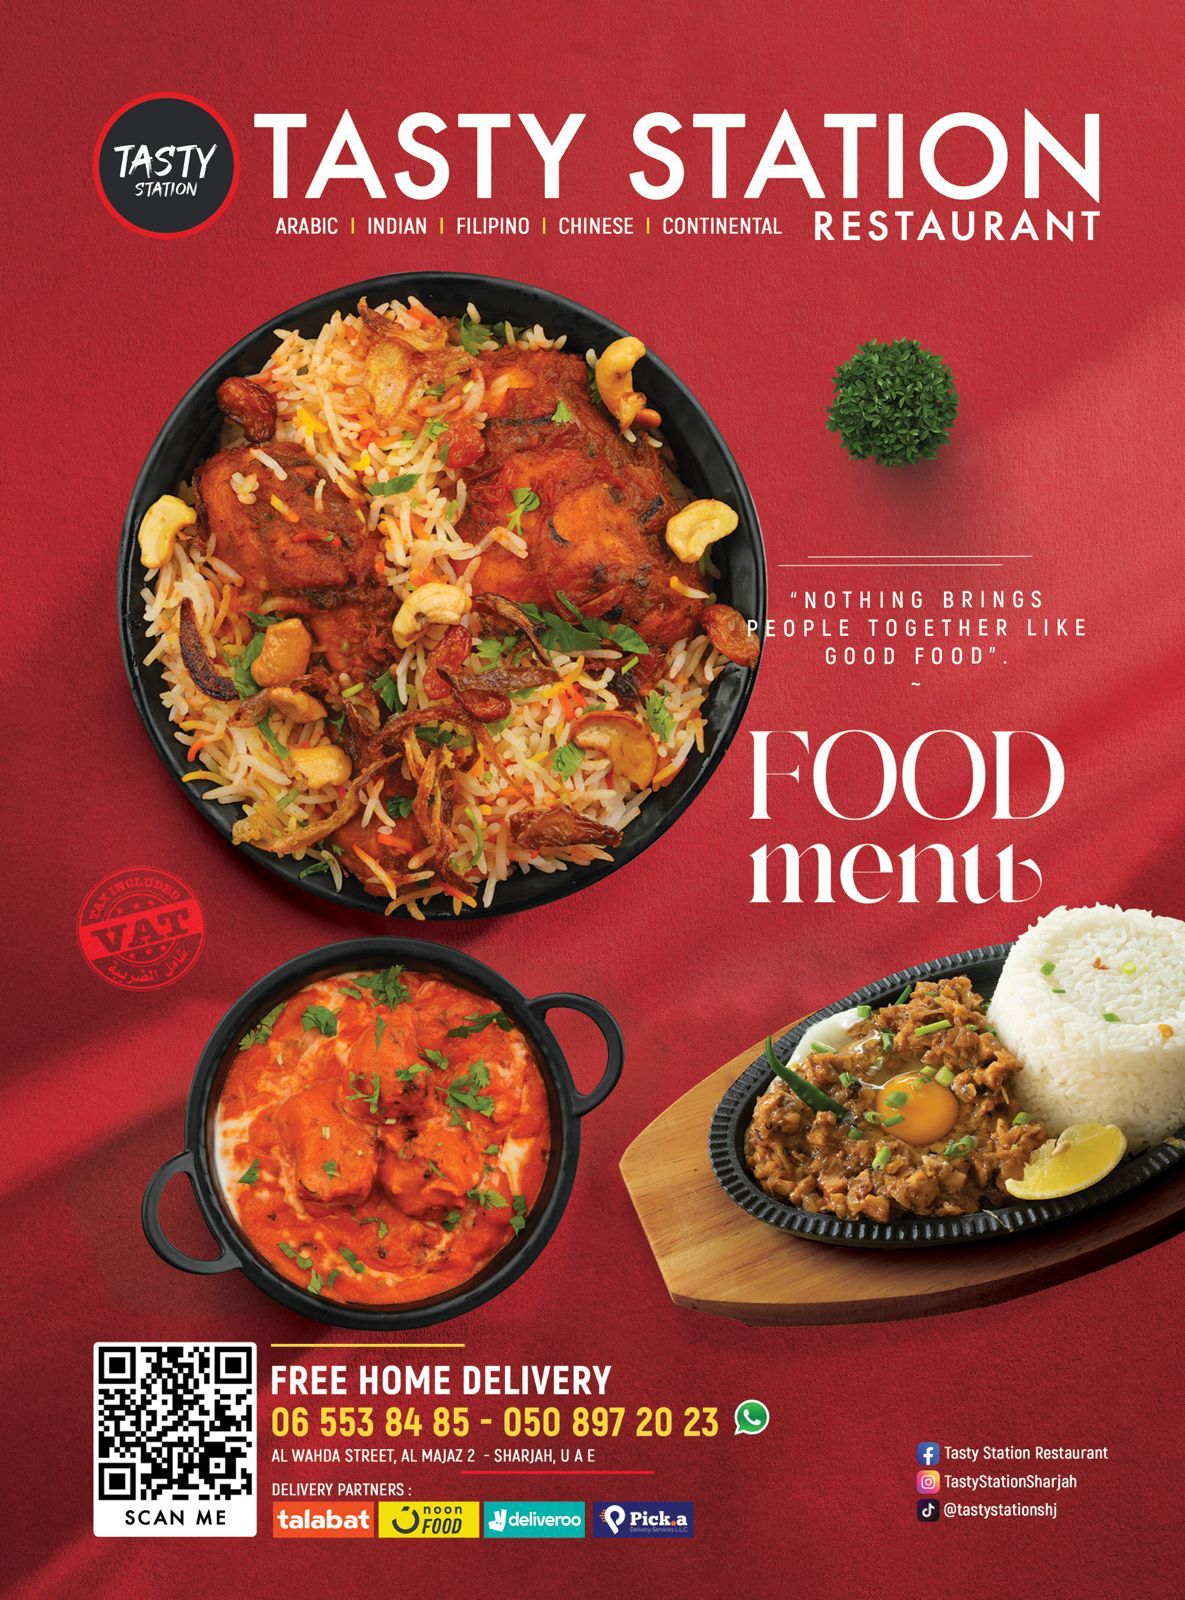 TASTY
STATION
TASTY STATION
ARABIC I INDIAN I FILIPINO I CHINESE I CONTINENTAL
RESTAURANT
“NOTHING BRINGS
PEOPLE TOGETHER LIKE
GOOD FOOD”.
~
FOOD
menu
TAX INCLUDED
VAT
شامل الضريبة
SCAN ME
FREE HOME DELIVERY
06 553 84 85 - 050 897 20 23
AL WAHDA STREET, AL MAJAZ 2 - SHARJAH, U A E
DELIVERY PARTNERS :
talabat
noon
FOOD
deliveroo
Pick.a
Delivery Services L.L.C
Tasty Station Restaurant
TastyStationSharjah
@tastystationshj